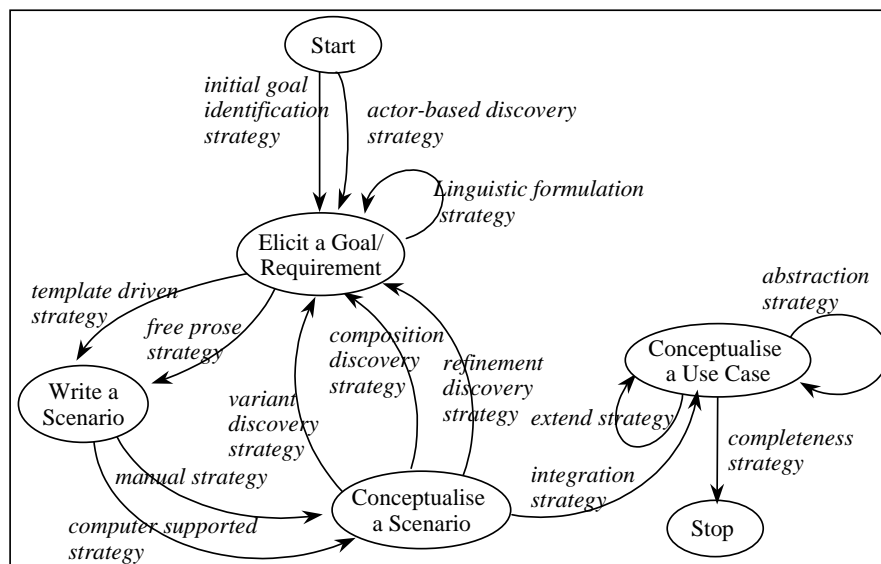 Start
initial goal
identification
strategy
actor-based discovery
strategy
Linguistic formulation
strategy
Elicit a Goal/
Requirement
template driven
strategy
free prose
strategy
composition
discovery
strategy
refinement
discovery
strategy
variant
discovery
strategy
abstraction
strategy
Conceptualise
a Use Case
Write a
Scenario
extend strategy
completeness
strategy
manual strategy
computer supported
strategy
Conceptualise
a Scenario
integration
strategy
Stop